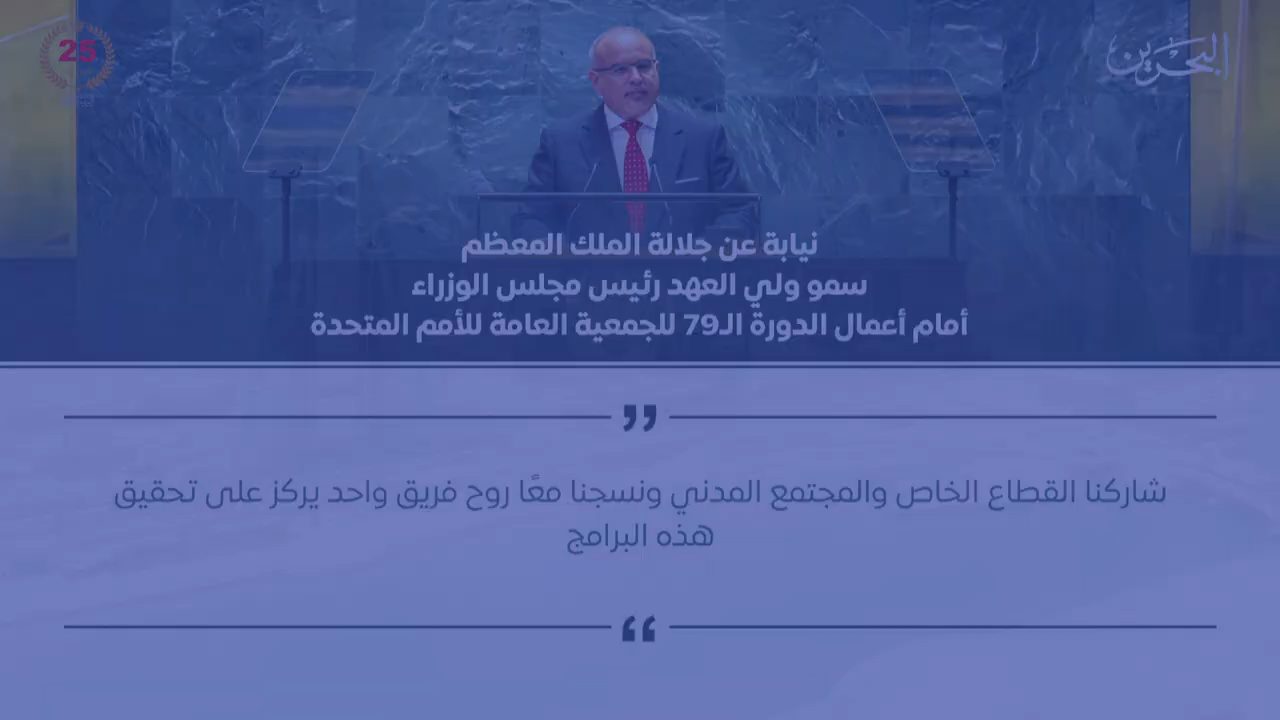 25
البحرين
نيابة عن جلالة الملك المعظم
سمو ولي العهد رئيس مجلس الوزراء
أمام أعمال الدورة الـ79 للجمعية العامة للأمم المتحدة
شاركنا القطاع الخاص والمجتمع المدني ونسجنا معًا روح فريق واحد يركز على تحقيق
هذه البرامج